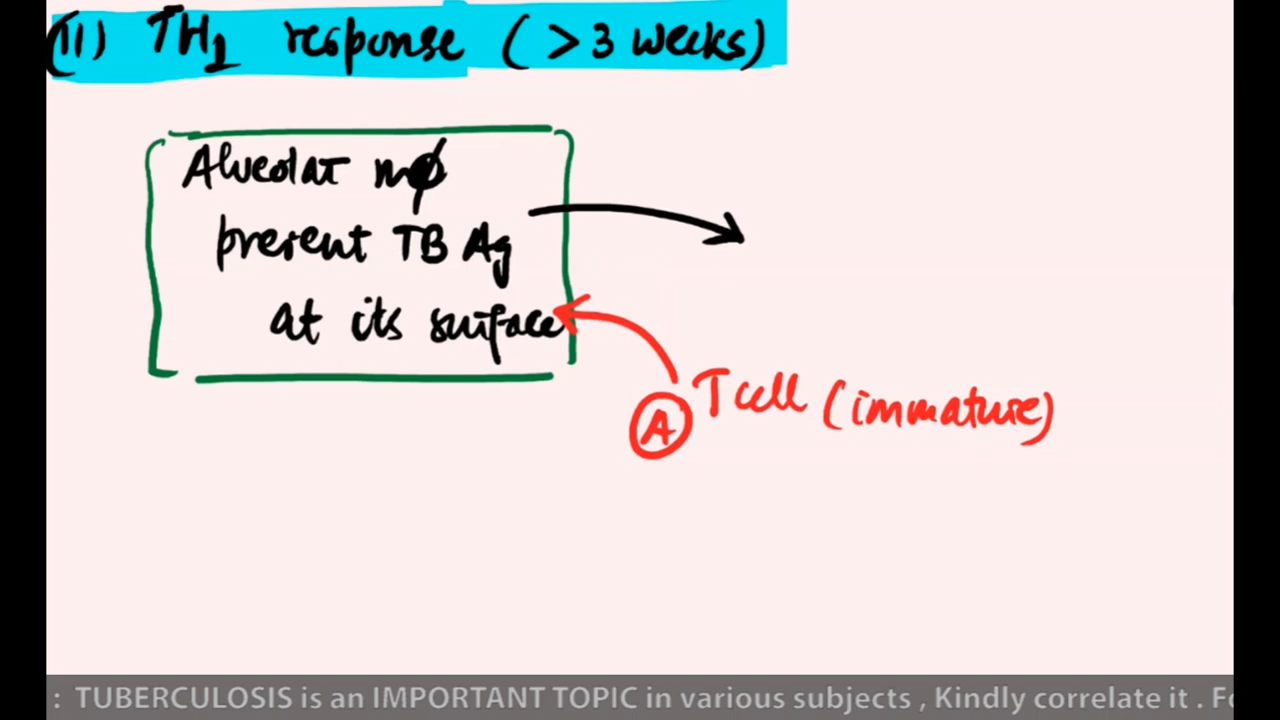 (II) TH1 response (>3 weeks)
Alveolar mφ
present TB Ag
at its surface
A T cell (immature)
: TUBERCULOSIS is an IMPORTANT TOPIC in various subjects , Kindly correlate it . Fo